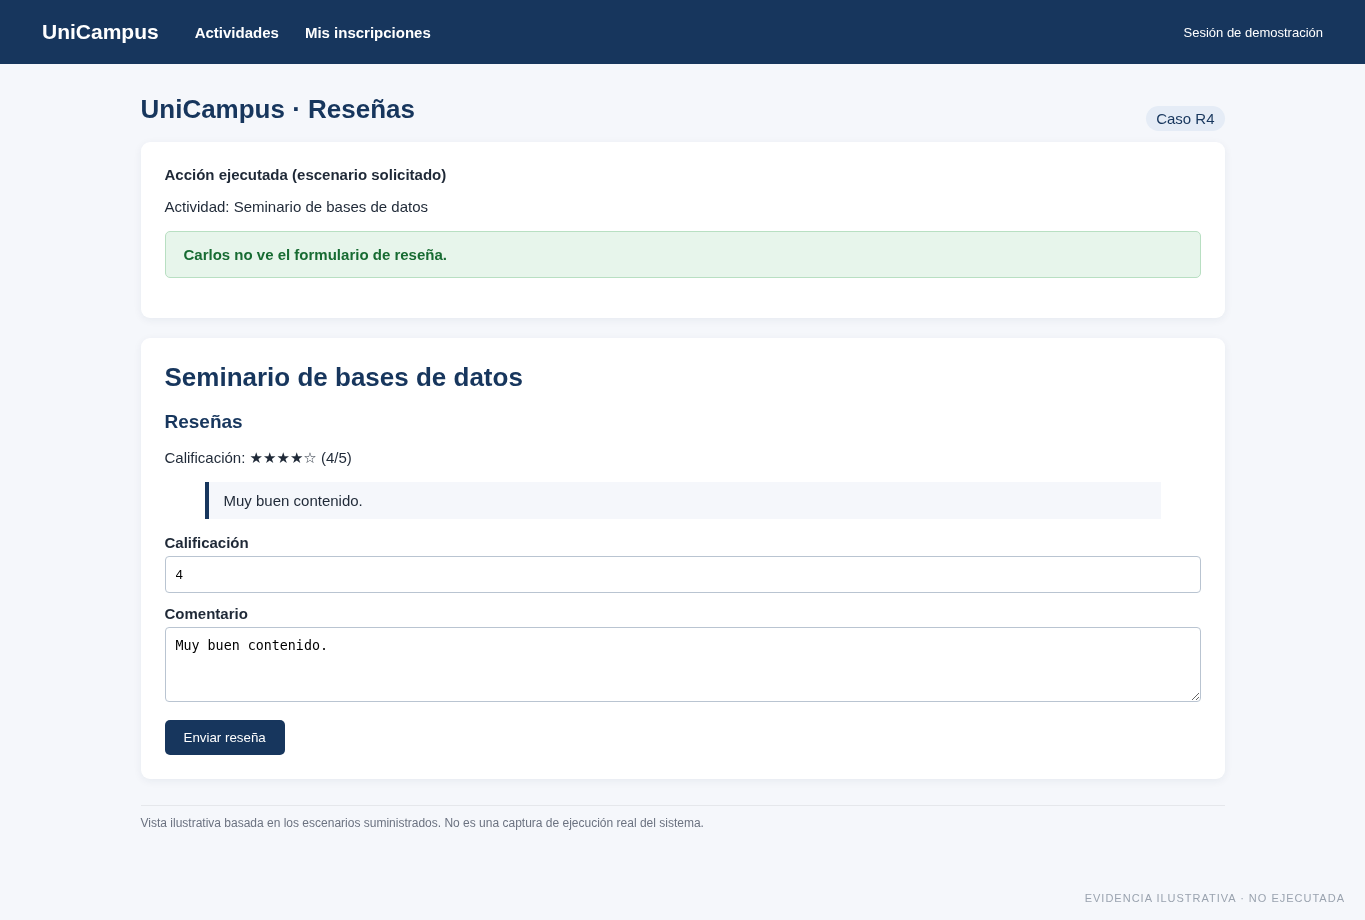 UniCampus Actividades Mis inscripciones Sesión de demostración
UniCampus · Reseñas
Caso R4
Acción ejecutada (escenario solicitado)
Actividad: Seminario de bases de datos
Carlos no ve el formulario de reseña.
Seminario de bases de datos
Reseñas
Calificación: ★★★★☆ (4/5)
Muy buen contenido.
Calificación
4
Comentario
Muy buen contenido.
Enviar reseña
Vista ilustrativa basada en los escenarios suministrados. No es una captura de ejecución real del sistema.
EVIDENCIA ILUSTRATIVA · NO EJECUTADA